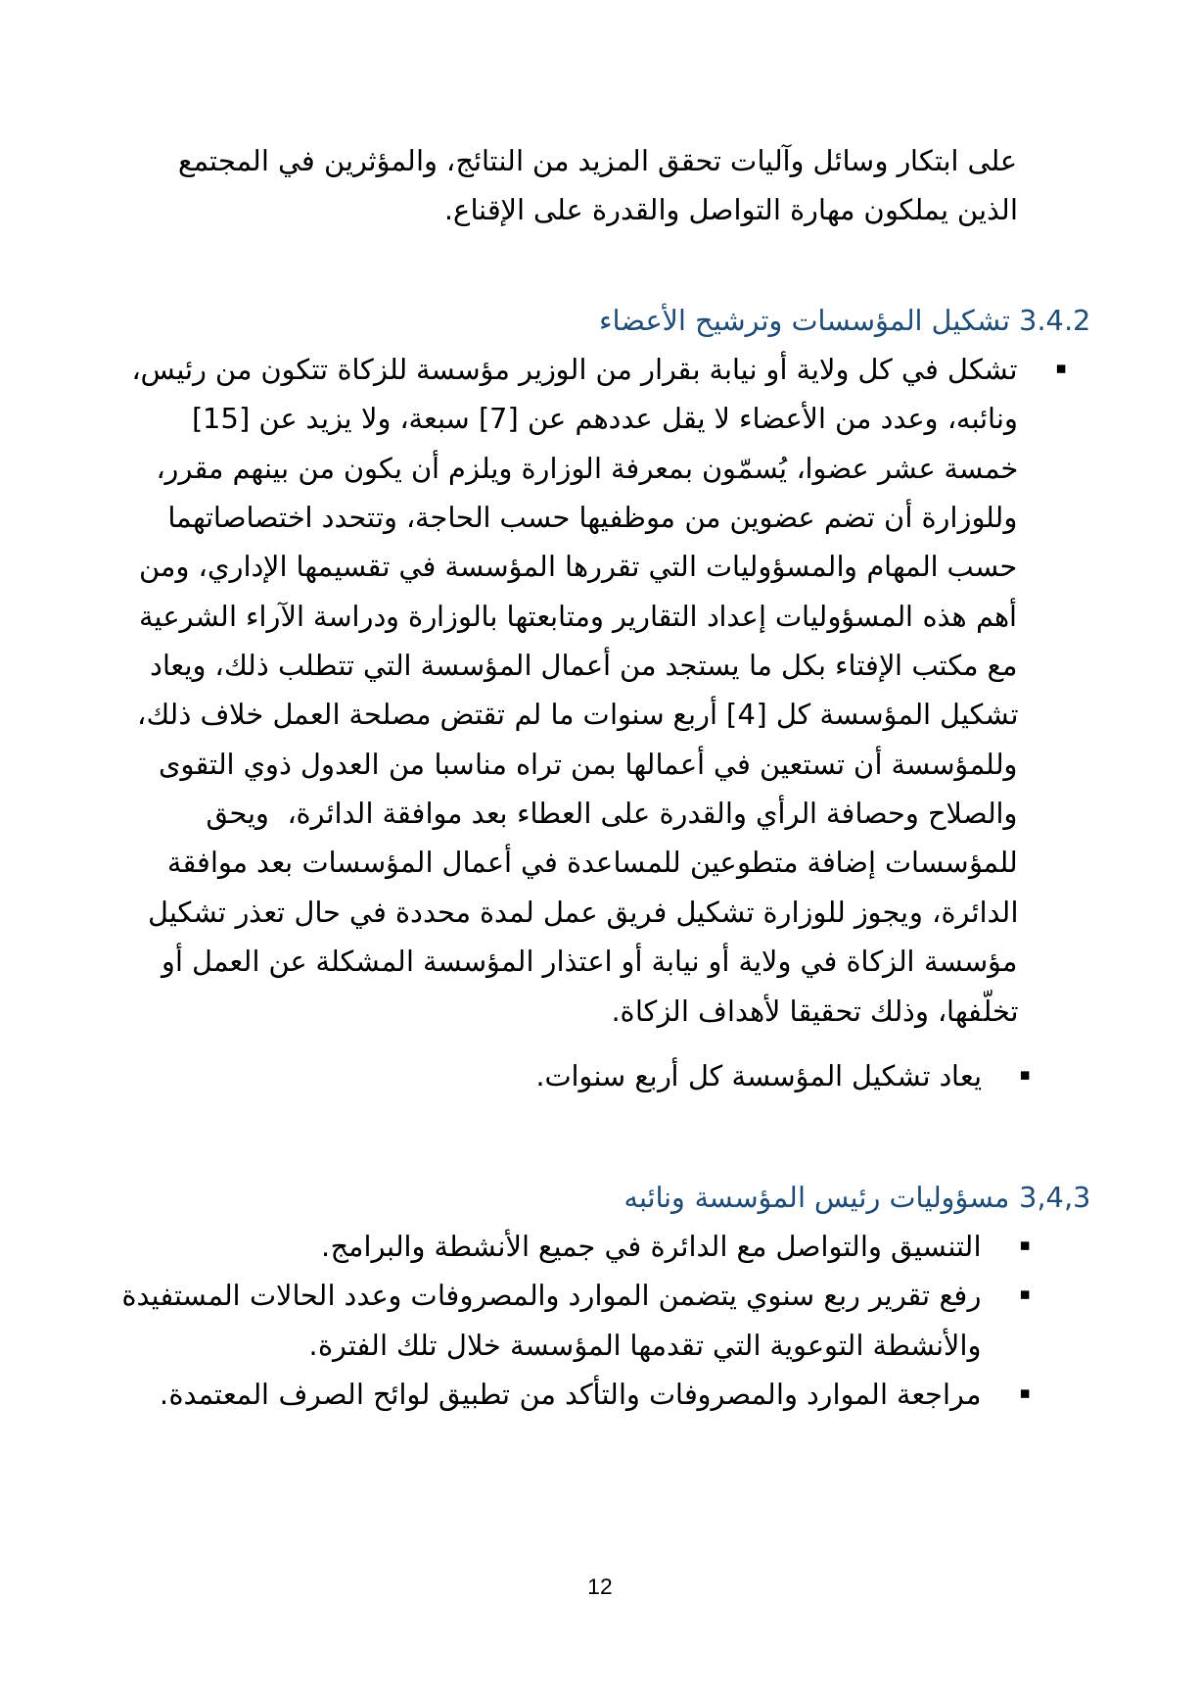 على ابتكار وسائل وآليات تحقق المزيد من النتائج، والمؤثرين في المجتمع
الذين يملكون مهارة التواصل والقدرة على الإقناع.
3.4.2 تشكيل المؤسسات وترشيح الأعضاء
▪ تشكل في كل ولاية أو نيابة بقرار من الوزير مؤسسة للزكاة تتكون من رئيس،
ونائبه، وعدد من الأعضاء لا يقل عددهم عن [7] سبعة، ولا يزيد عن [15]
خمسة عشر عضوا، يُسمّون بمعرفة الوزارة ويلزم أن يكون من بينهم مقرر،
وللوزارة أن تضم عضوين من موظفيها حسب الحاجة، وتتحدد اختصاصاتهما
حسب المهام والمسؤوليات التي تقررها المؤسسة في تقسيمها الإداري، ومن
أهم هذه المسؤوليات إعداد التقارير ومتابعتها بالوزارة ودراسة الآراء الشرعية
مع مكتب الإفتاء بكل ما يستجد من أعمال المؤسسة التي تتطلب ذلك، ويعاد
تشكيل المؤسسة كل [4] أربع سنوات ما لم تقتض مصلحة العمل خلاف ذلك،
وللمؤسسة أن تستعين في أعمالها بمن تراه مناسبا من العدول ذوي التقوى
والصلاح وحصافة الرأي والقدرة على العطاء بعد موافقة الدائرة، ويحق
للمؤسسات إضافة متطوعين للمساعدة في أعمال المؤسسات بعد موافقة
الدائرة، ويجوز للوزارة تشكيل فريق عمل لمدة محددة في حال تعذر تشكيل
مؤسسة الزكاة في ولاية أو نيابة أو اعتذار المؤسسة المشكلة عن العمل أو
تخلّفها، وذلك تحقيقا لأهداف الزكاة.
▪ يعاد تشكيل المؤسسة كل أربع سنوات.
3,4,3 مسؤوليات رئيس المؤسسة ونائبه
▪ التنسيق والتواصل مع الدائرة في جميع الأنشطة والبرامج.
▪ رفع تقرير ربع سنوي يتضمن الموارد والمصروفات وعدد الحالات المستفيدة
والأنشطة التوعوية التي تقدمها المؤسسة خلال تلك الفترة.
▪ مراجعة الموارد والمصروفات والتأكد من تطبيق لوائح الصرف المعتمدة.
12